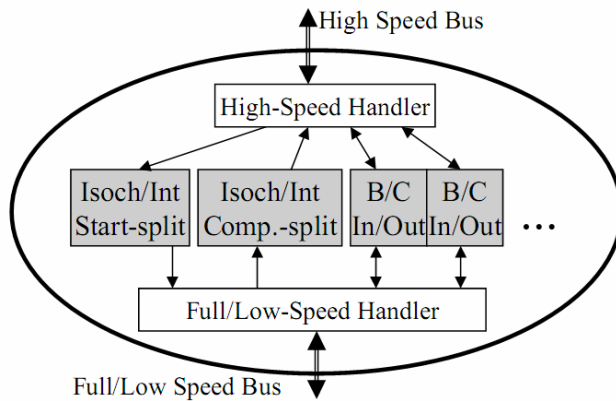 High Speed Bus
High-Speed Handler
Isoch/Int
Start-split
Isoch/Int
Comp.-split
B/C
In/Out
B/C
In/Out
...
Full/Low-Speed Handler
Full/Low Speed Bus